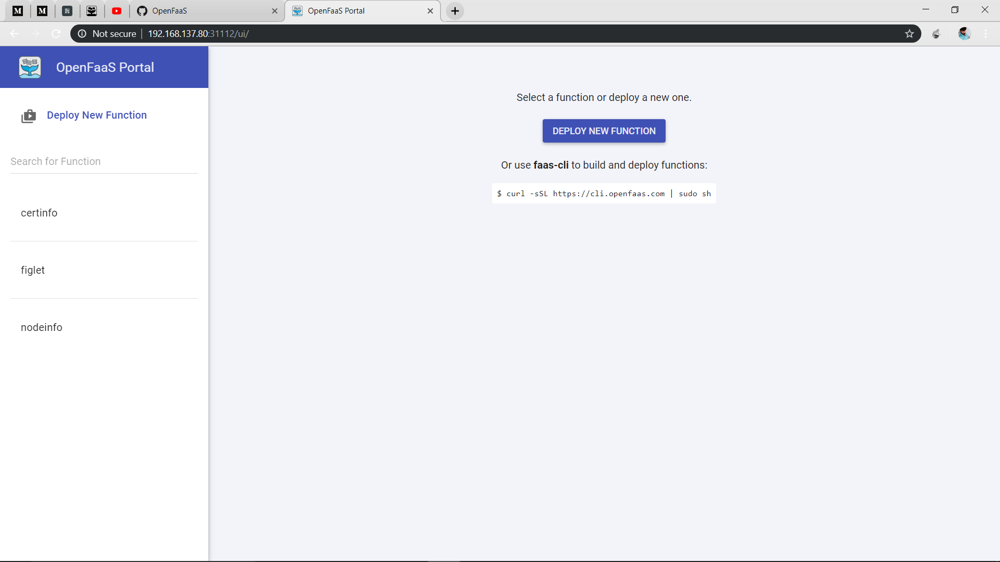 M
M
OpenFaaS
OpenFaaS Portal
Not secure
192.168.137.80:31112/ui/
OpenFaaS Portal
Deploy New Function
Search for Function
certinfo
figlet
nodeinfo
Select a function or deploy a new one.
DEPLOY NEW FUNCTION
Or use faas-cli to build and deploy functions:
$ curl -sSL https://cli.openfaas.com | sudo sh